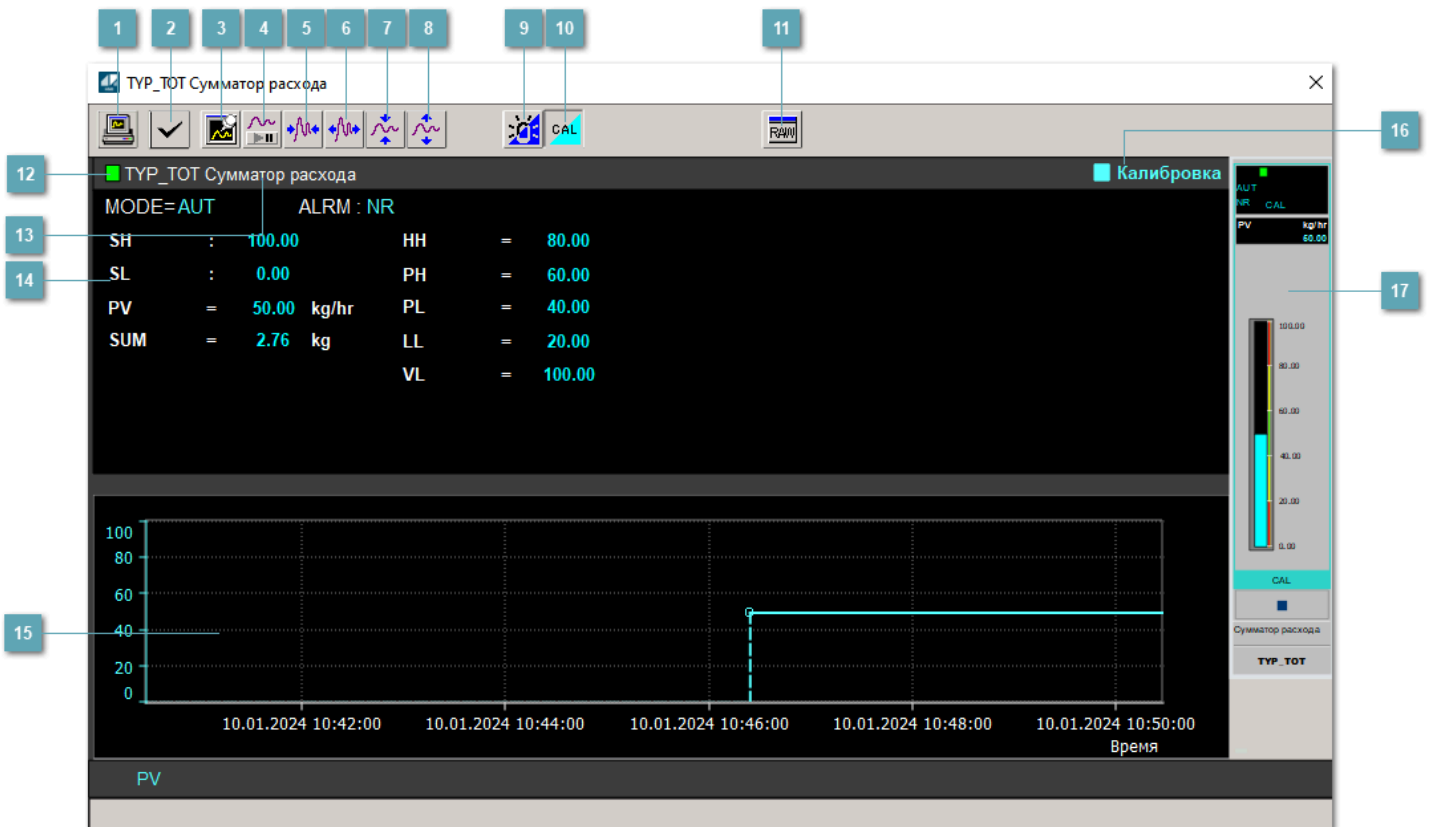 1 2 3 4 5 6 7 8 9 10 11
TYP_TOT Сумматор расхода
CAL RAW
16
12 TYP_TOT Сумматор расхода Калибровка
AUT
MODE=AUT ALRM : NR
NR CAL
13 SH : 100.00 HH = 80.00
PV kg/hr
60.00
14 SL : 0.00 PH = 60.00
17
PV = 50.00 kg/hr PL = 40.00
SUM = 2.76 kg LL = 20.00
VL = 100.00
100.00
80.00
60.00
40.00
20.00
0.00
CAL
Сумматор расхода
TYP_TOT
100
80
60
15 40
20
0
10.01.2024 10:42:00 10.01.2024 10:44:00 10.01.2024 10:46:00 10.01.2024 10:48:00 10.01.2024 10:50:00
Время
PV